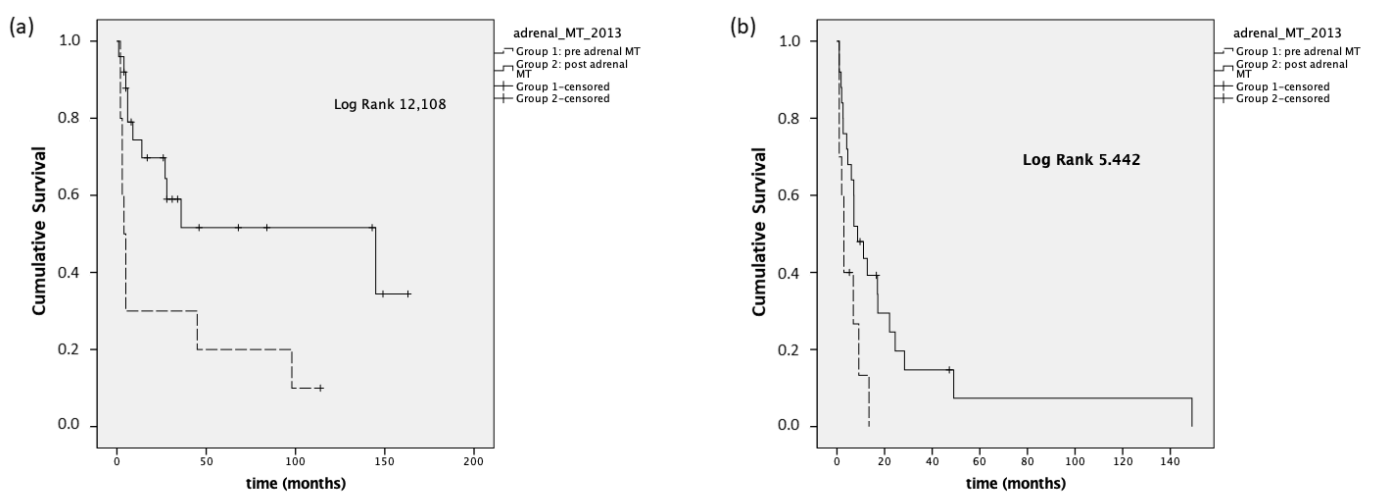 (a)
adrenal_MT_2013
Group 1: pre adrenal MT
Group 2: post adrenal
MT
Group 1-censored
Group 2-censored
Log Rank 12,108
Cumulative Survival
1.0
0.8
0.6
0.4
0.2
0.0
0
50
100
150
200
time (months)
(b)
adrenal_MT_2013
Group 1: pre adrenal MT
Group 2: post adrenal
MT
Group 1-censored
Group 2-censored
Log Rank 5.442
Cumulative Survival
1.0
0.8
0.6
0.4
0.2
0.0
0
20
40
60
80
100
120
140
time (months)